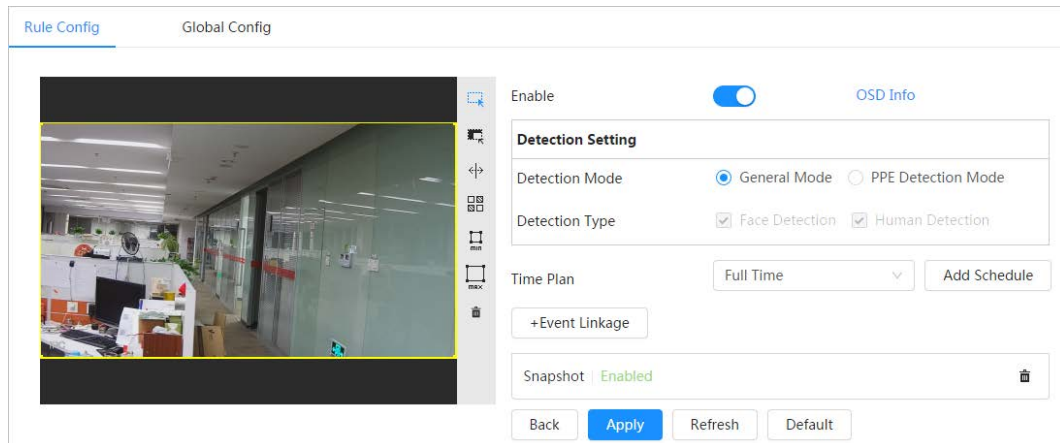 Rule Config Global Config
Enable OSD Info
Detection Setting
Detection Mode General Mode PPE Detection Mode
Detection Type Face Detection Human Detection
min
max
Time Plan Full Time Add Schedule
+Event Linkage
Snapshot Enabled
Back Apply Refresh Default